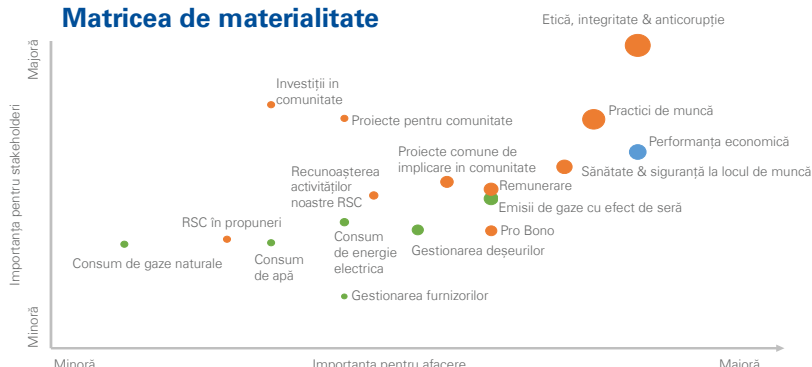 Matricea de materialitate
Etică, integritate & anticorupție
Majoră
Investiții in
comunitate
Proiecte pentru comunitate
Practici de muncă
Performanța economică
Proiecte comune de
implicare in comunitate
Sănătate & siguranță la locul de muncă
Recunoașterea
activităților
noastre RSC
Remunerare
Emisii de gaze cu efect de seră
Importanța pentru stakeholderi
RSC în propuneri
Pro Bono
Consum de gaze naturale
Consum
de apă
Consum
de energie
electrica
Gestionarea deșeurilor
Gestionarea furnizorilor
Minoră
Minoră
Importanța pentru afacere
Majoră